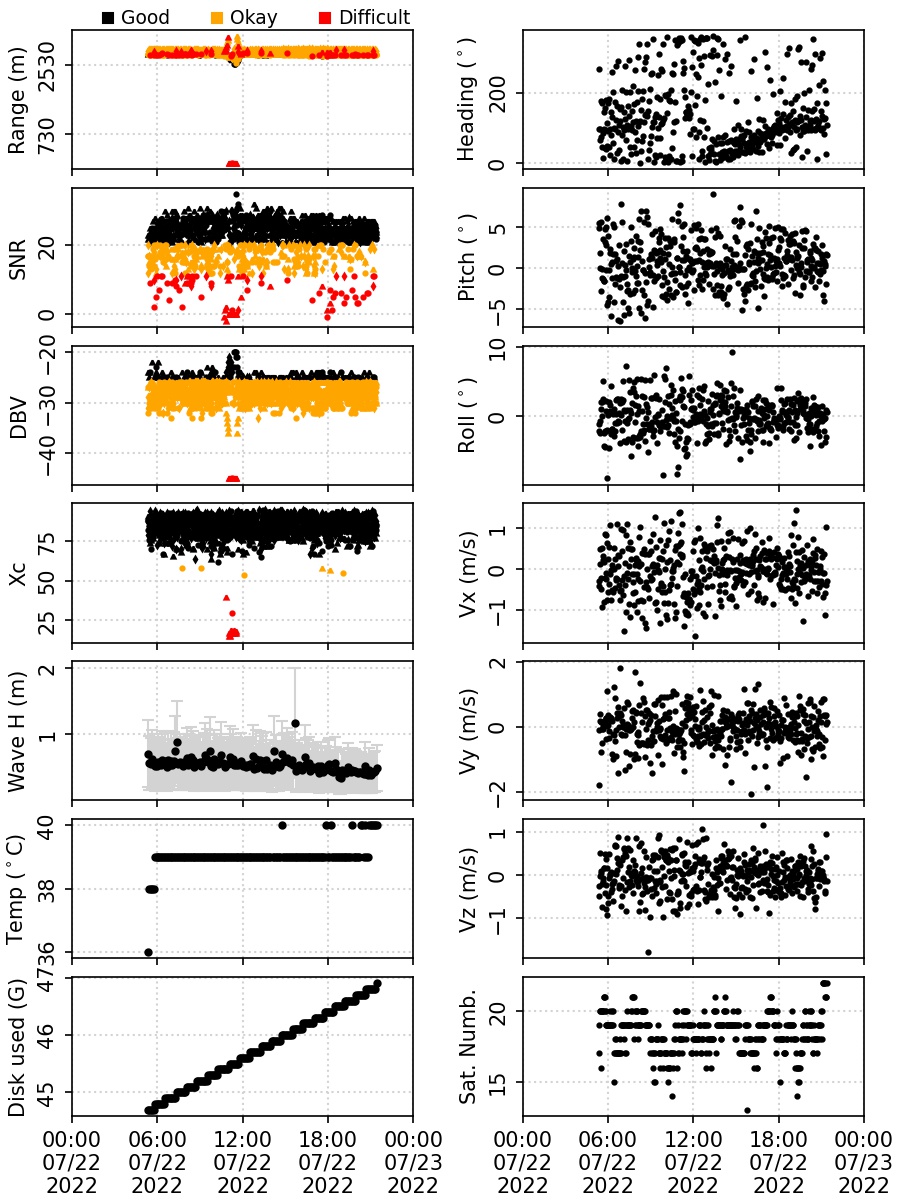 Good Okay Difficult
Range (m)
2530
730
Heading (°)
200
0
SNR
20
0
Pitch (°)
5
0
−5
DBV
−20
−30
−40
Roll (°)
10
0
Xc
75
50
25
Vx (m/s)
1
0
−1
Wave H (m)
2
1
Vy (m/s)
2
0
−2
Temp (°C)
40
38
36
Vz (m/s)
1
0
−1
Disk used (G)
47
46
45
Sat. Numb.
20
15
00:00 06:00 12:00 18:00 00:00
07/22 07/22 07/22 07/22 07/23
2022 2022 2022 2022 2022
00:00 06:00 12:00 18:00 00:00
07/22 07/22 07/22 07/22 07/23
2022 2022 2022 2022 2022